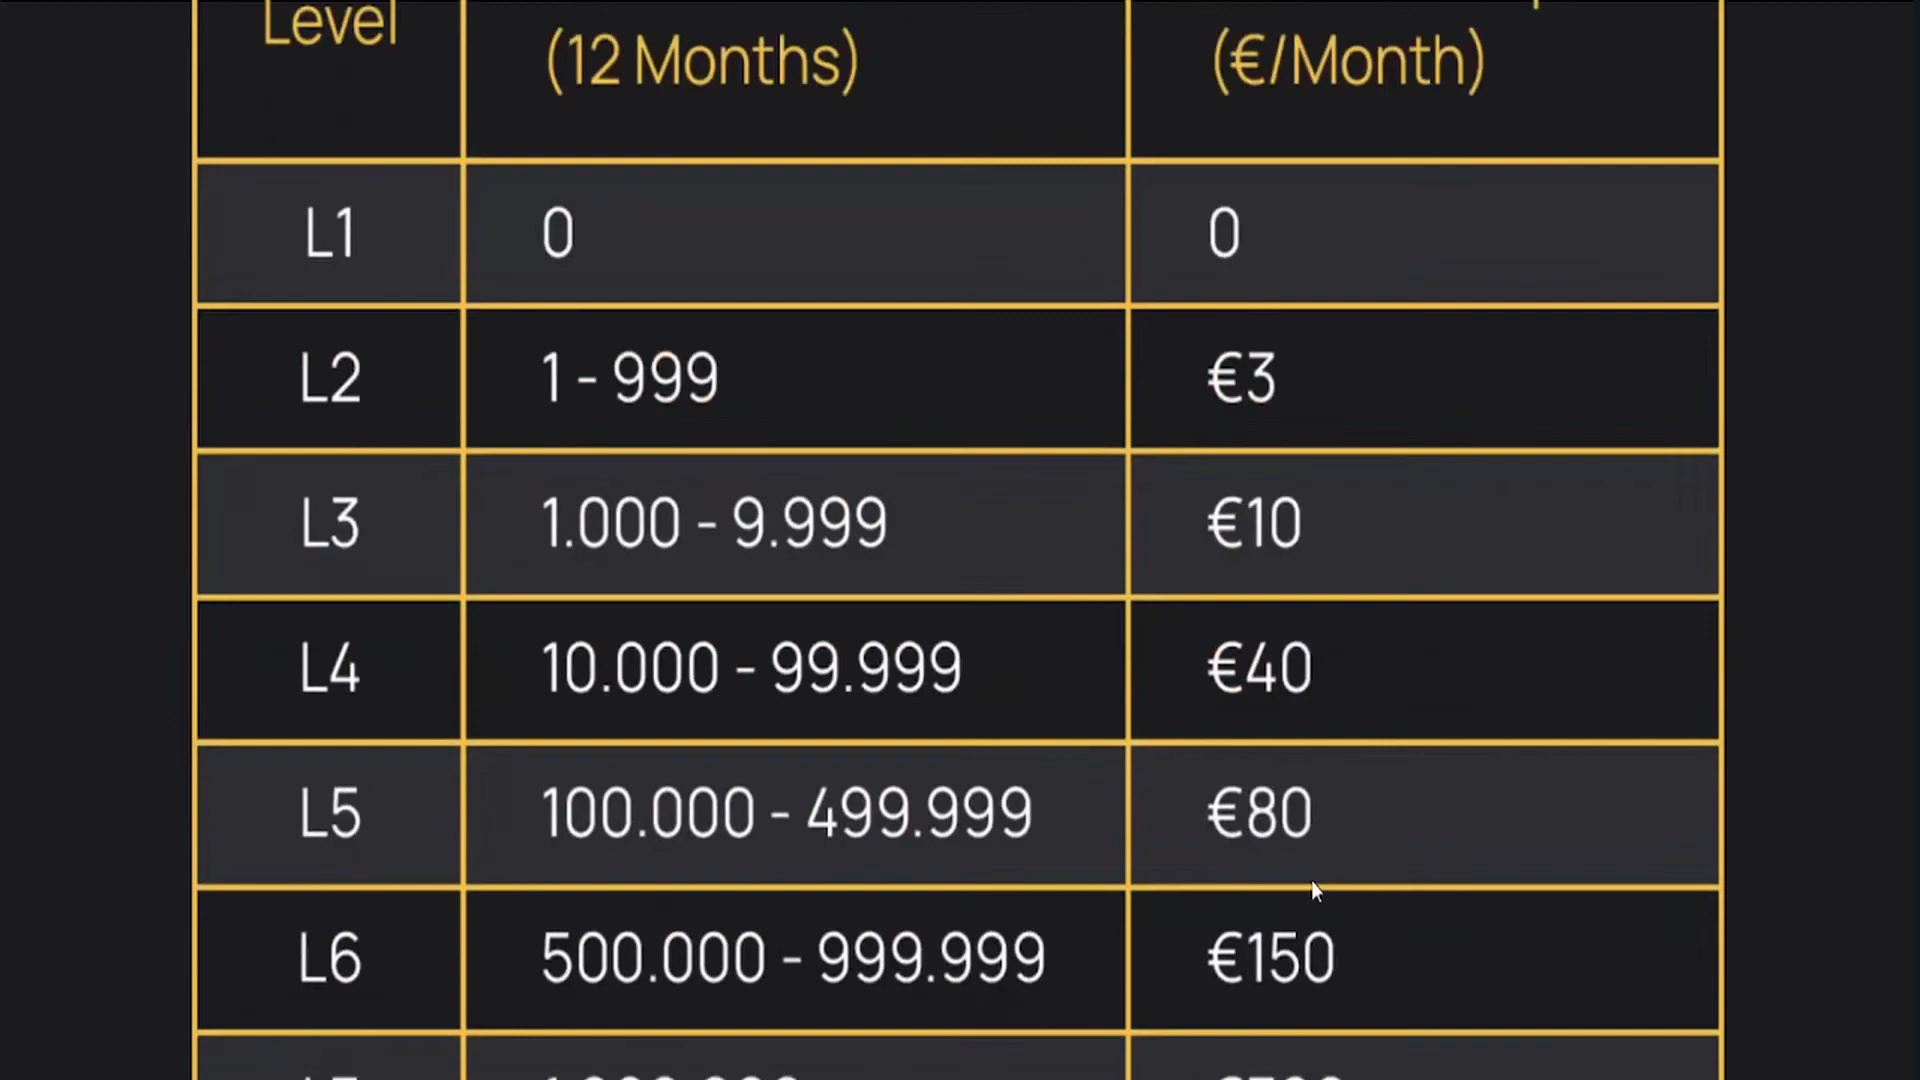 Level
(12 Months)
(€/Month)
L1 0 0
L2 1 - 999 €3
L3 1.000 - 9.999 €10
L4 10.000 - 99.999 €40
L5 100.000 - 499.999 €80
L6 500.000 - 999.999 €150